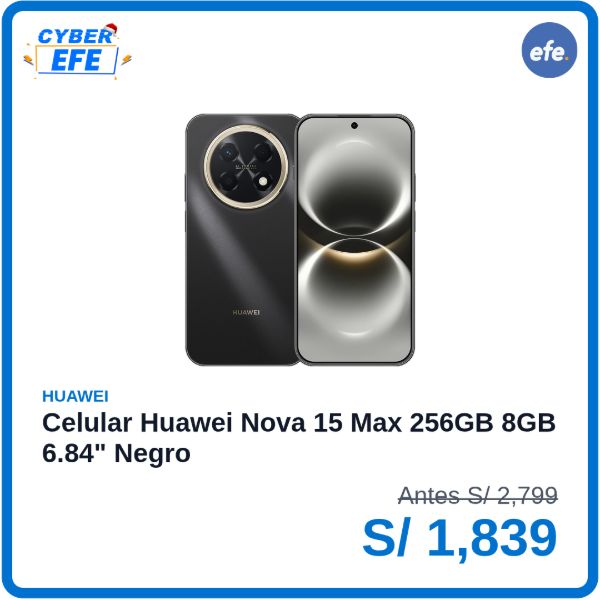 CYBER
EFE
efe.
HUAWEI
HUAWEI
Celular Huawei Nova 15 Max 256GB 8GB
6.84" Negro
Antes S/ 2,799
S/ 1,839